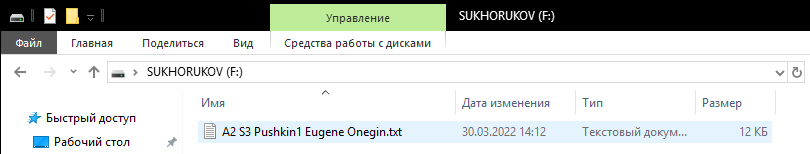 Управление
SUKHORUKOV (F:)
Файл
Главная
Поделиться
Вид
Средства работы с дисками
SUKHORUKOV (F:)
Быстрый доступ
Рабочий стол
Имя
Дата изменения
Тип
Размер
A2 S3 Pushkin1 Eugene Onegin.txt
30.03.2022 14:12
Текстовый докум...
12 КБ